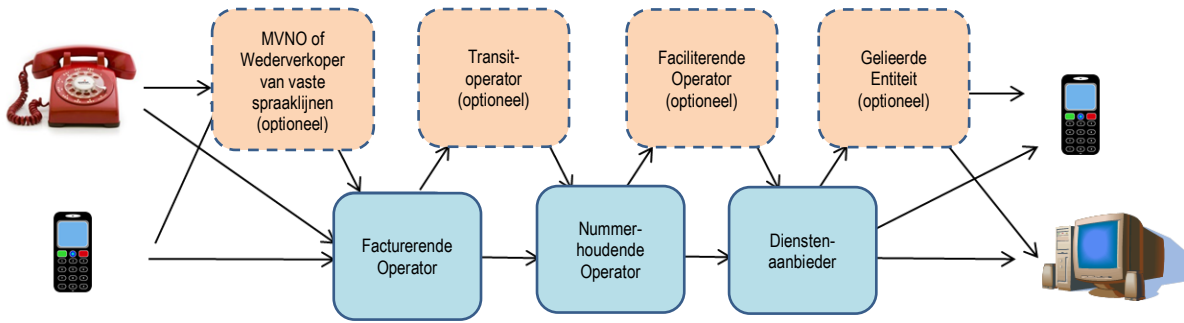 MVNO of
Wederverkoper
van vaste
spraaklijnen
(optioneel)
Transit-
operator
(optioneel)
Faciliterende
Operator
(optioneel)
Gelieerde
Entiteit
(optioneel)
Facturerende
Operator
Nummer-
houdende
Operator
Diensten-
aanbieder